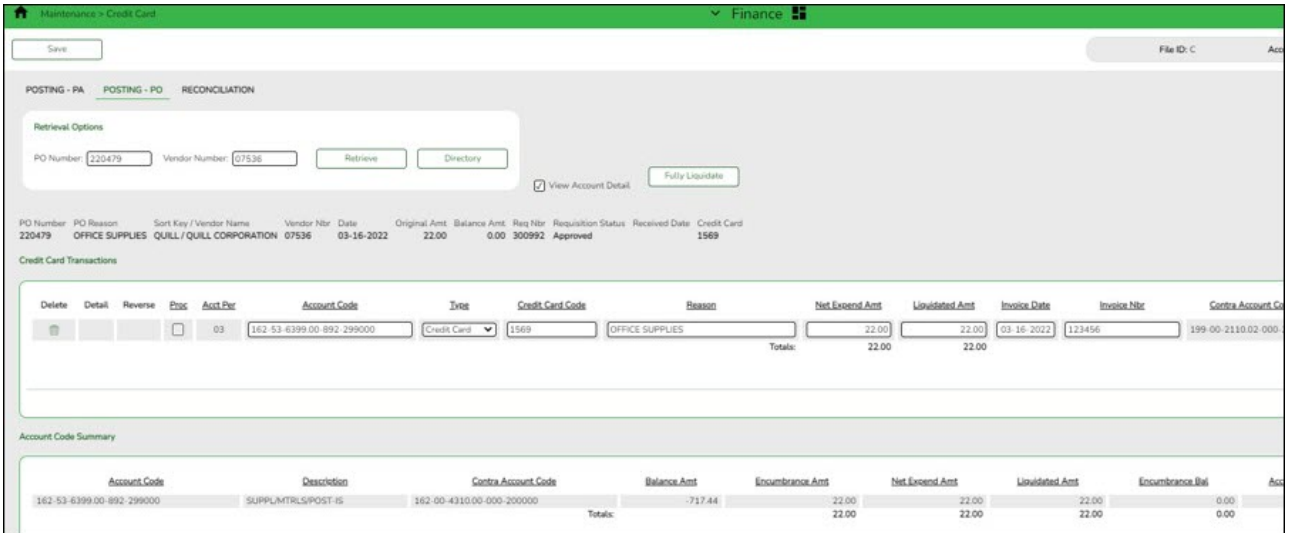 Maintenance > Credit Card
Finance
Save
File ID: C
Acco
POSTING - PA POSTING - PO RECONCILIATION
Retrieval Options
PO Number: 220479 Vendor Number: 07536 Retrieve Directory
View Account Detail
Fully Liquidate
PO Number PO Reason Sort Key / Vendor Name Vendor Nbr Date Original Amt Balance Amt Req Nbr Requisition Status Received Date Credit Card
220479 OFFICE SUPPLIES QUILL / QUILL CORPORATION 07536 03-16-2022 22.00 0.00 300992 Approved 1569
Credit Card Transactions
Delete Detail Reverse Proc Acct Per Account Code Type Credit Card Code Reason Net Expend Amt Liquidated Amt Invoice Date Invoice Nbr Contra Account Co
03 162-53-6399.00-892-299000 Credit Card 1569 OFFICE SUPPLIES 22.00 22.00 03-16-2022 123456 199-00-2110.02-000-
Totals: 22.00 22.00
Account Code Summary
Account Code Description Contra Account Code Balance Amt Encumbrance Amt Net Expend Amt Liquidated Amt Encumbrance Bal Acc
162-53-6399.00-892-299000 SUPPL/MTRLS/POST-IS 162-00-4310.00-000-200000 -717.44 22.00 22.00 22.00 0.00
Totals: 22.00 22.00 22.00 0.00